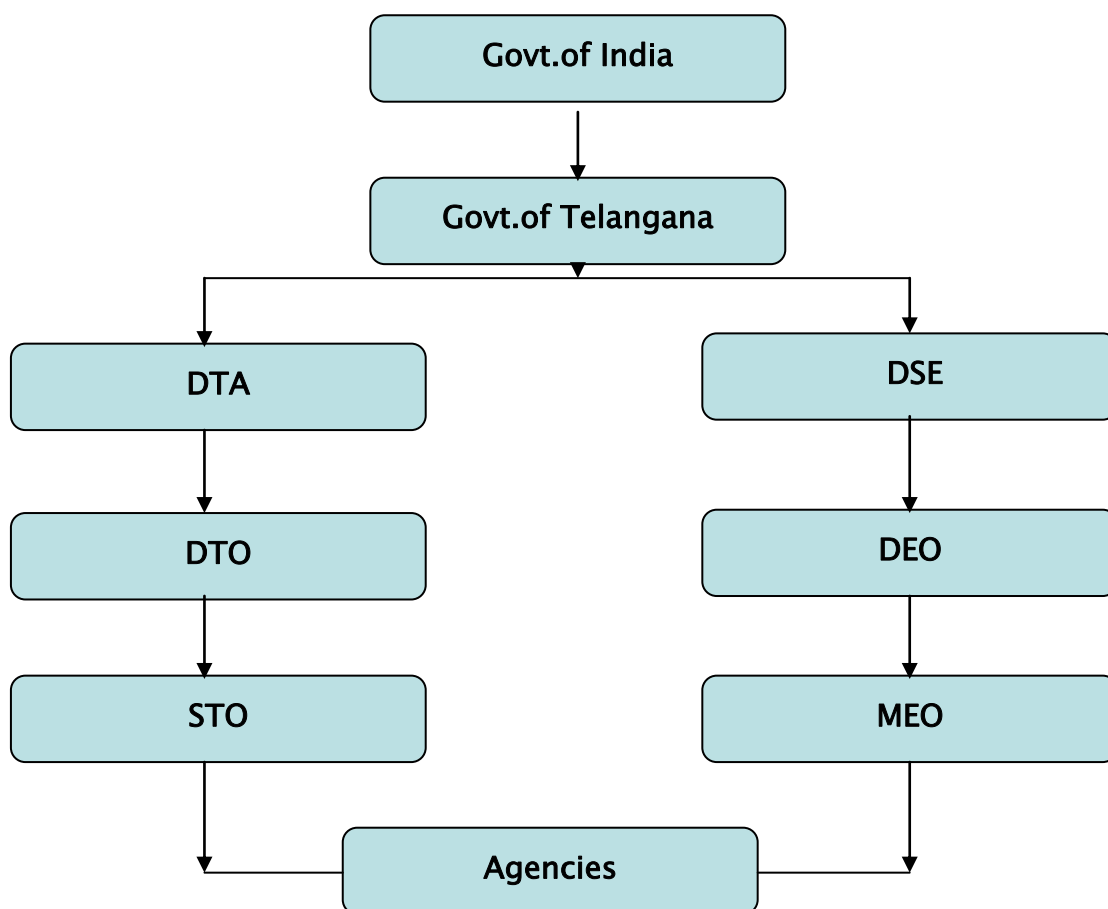 Govt.of India
Govt.of Telangana
DTA
DSE
DTO
DEO
STO
MEO
Agencies